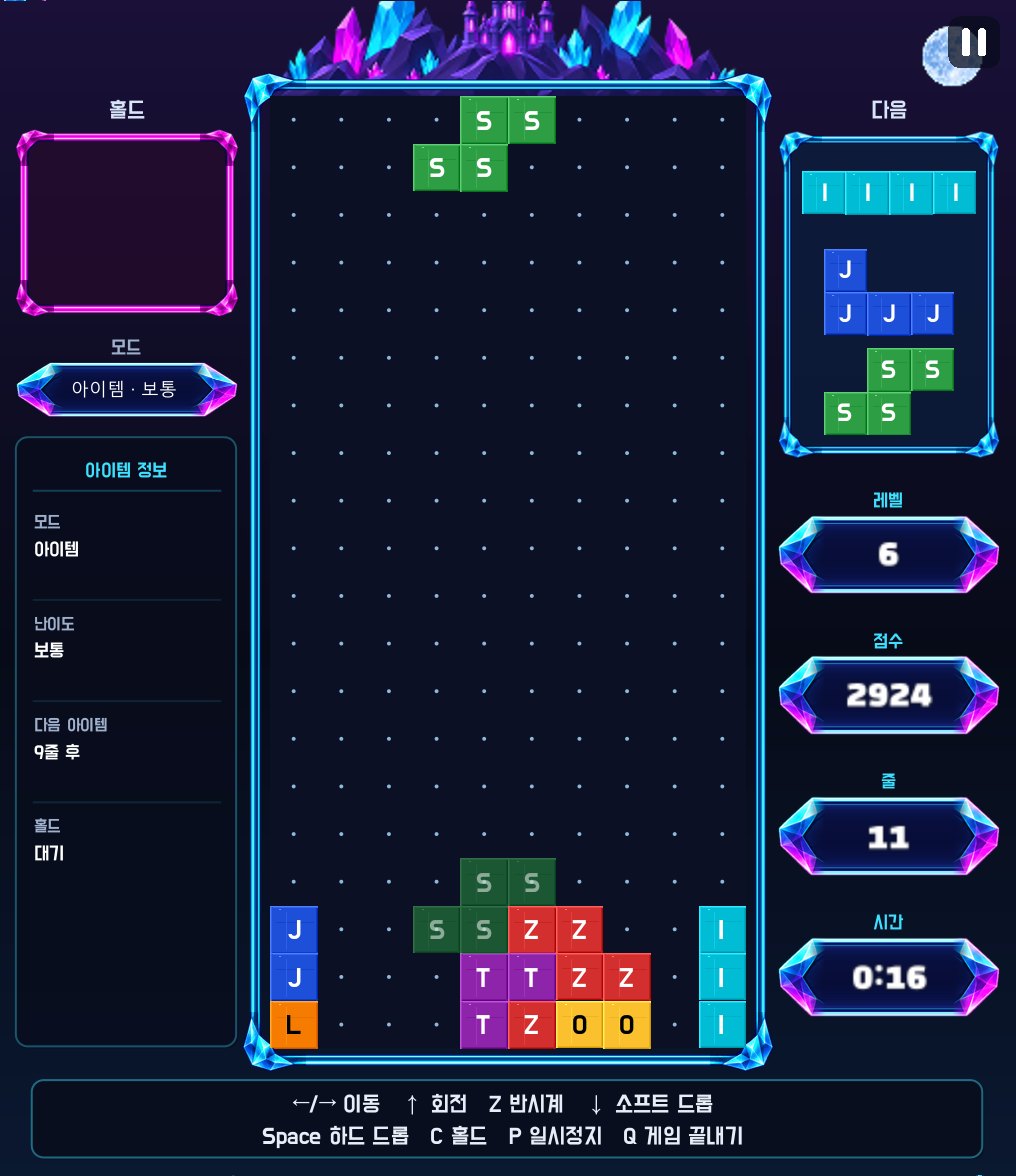 홀드
다음
S S
S S
I I I I
J
J J J
S S
S S
모드
아이템 · 보통
아이템 정보
모드
아이템
난이도
보통
다음 아이템
9줄 후
홀드
대기
레벨
6
점수
2924
줄
11
시간
0:16
S S
J S S Z Z I
J T T Z Z I
L T Z O O I
←/→ 이동 ↑ 회전 Z 반시계 ↓ 소프트 드롭
Space 하드 드롭 C 홀드 P 일시정지 Q 게임 끝내기